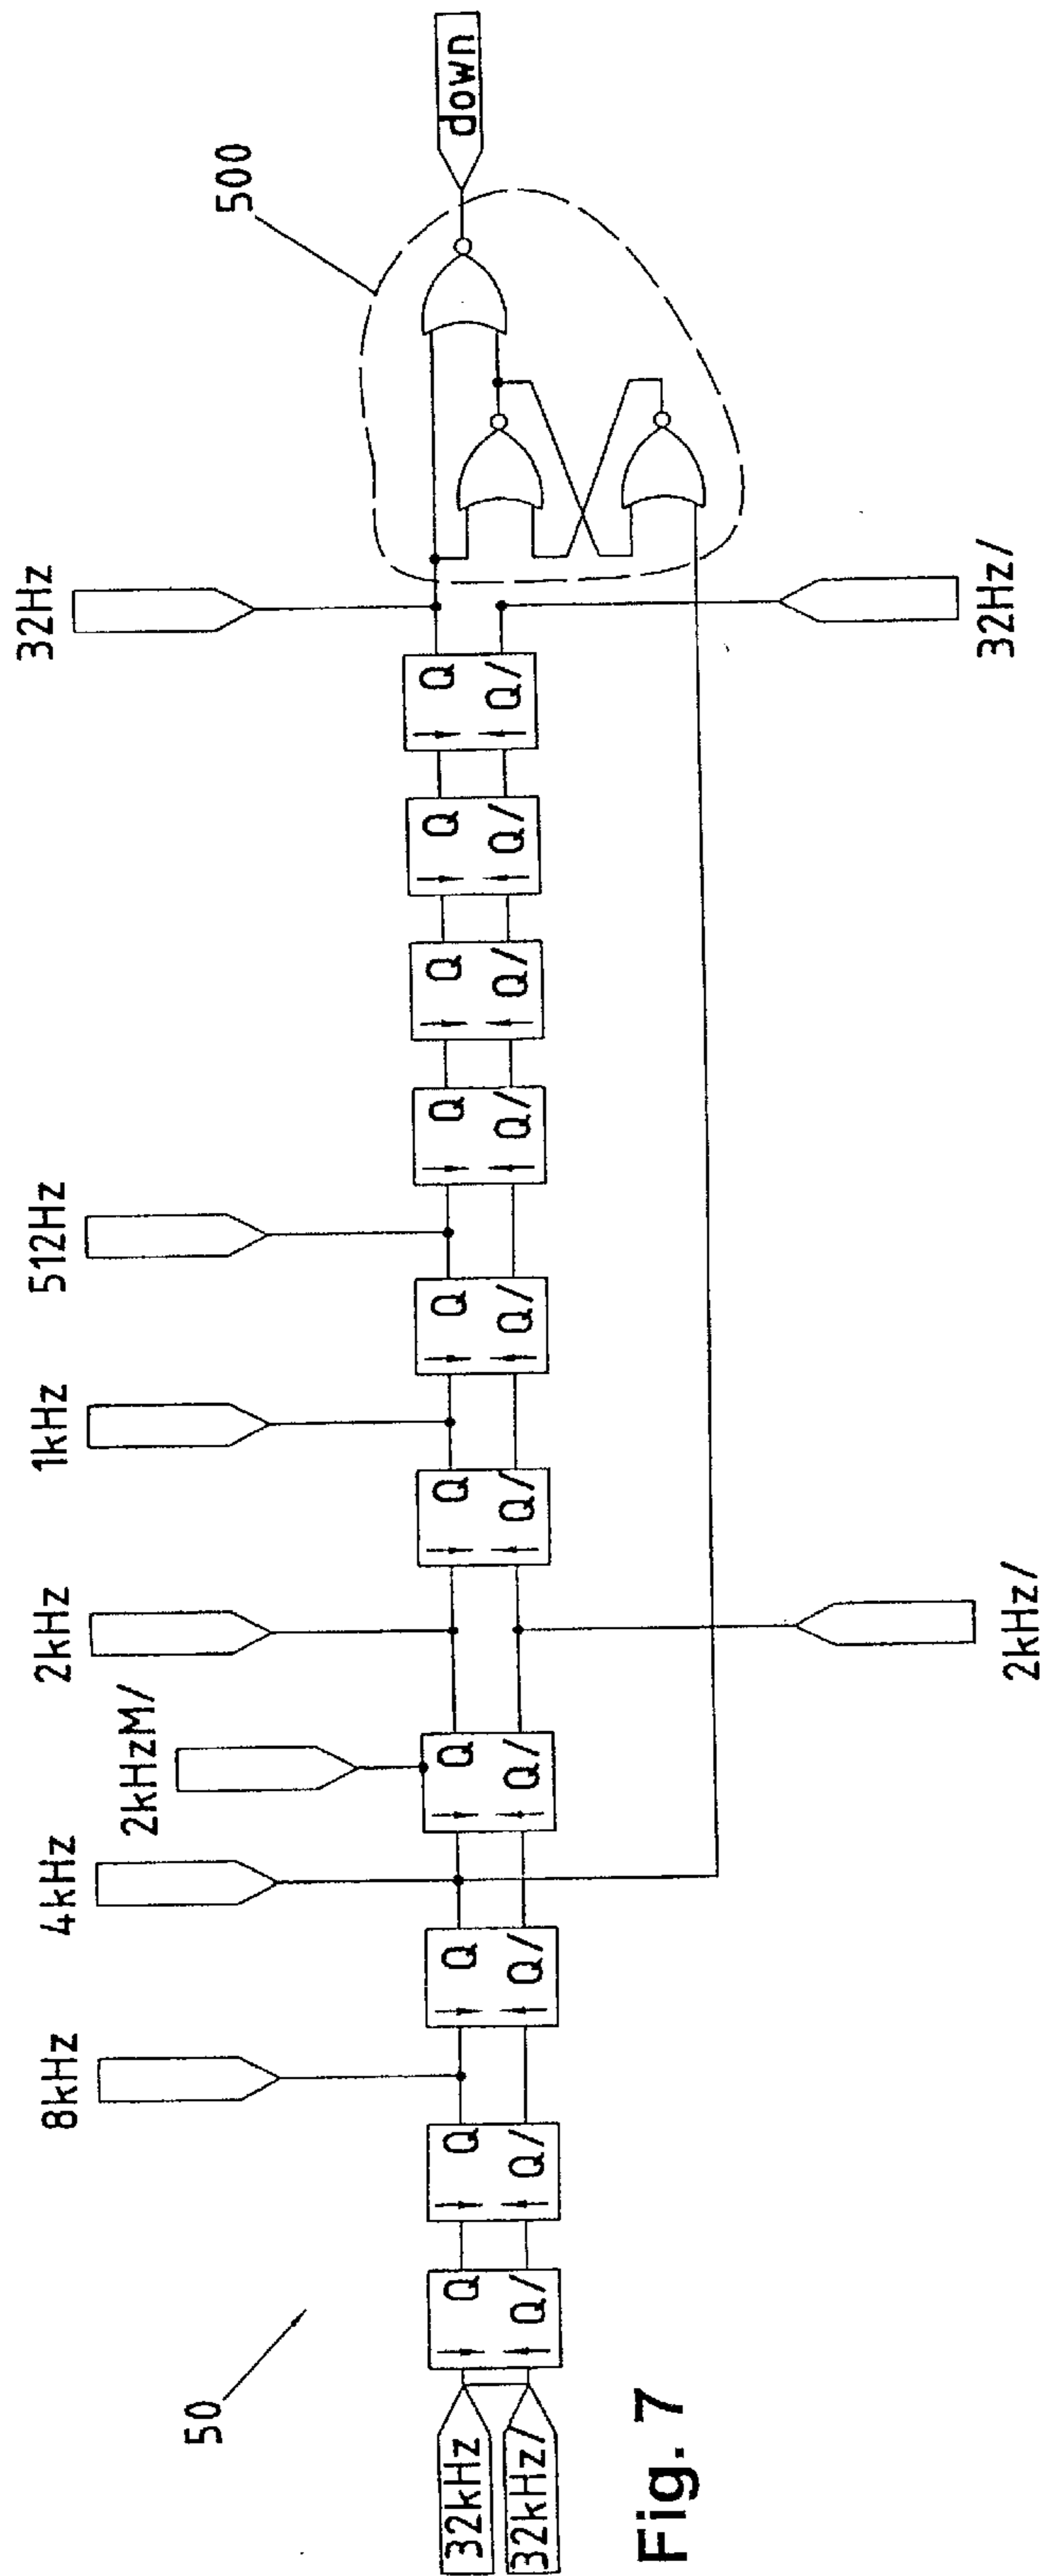 50
32kHz
32kHz/
Q
Q/
Q
Q/
8kHz
Q
Q/
4kHz
2kHzM/
Q
Q/
2kHz
2kHz/
Q
Q/
1kHz
Q
Q/
512Hz
Q
Q/
Q
Q/
Q
Q/
Q
Q/
32Hz
32Hz/
500
down
Fig. 7